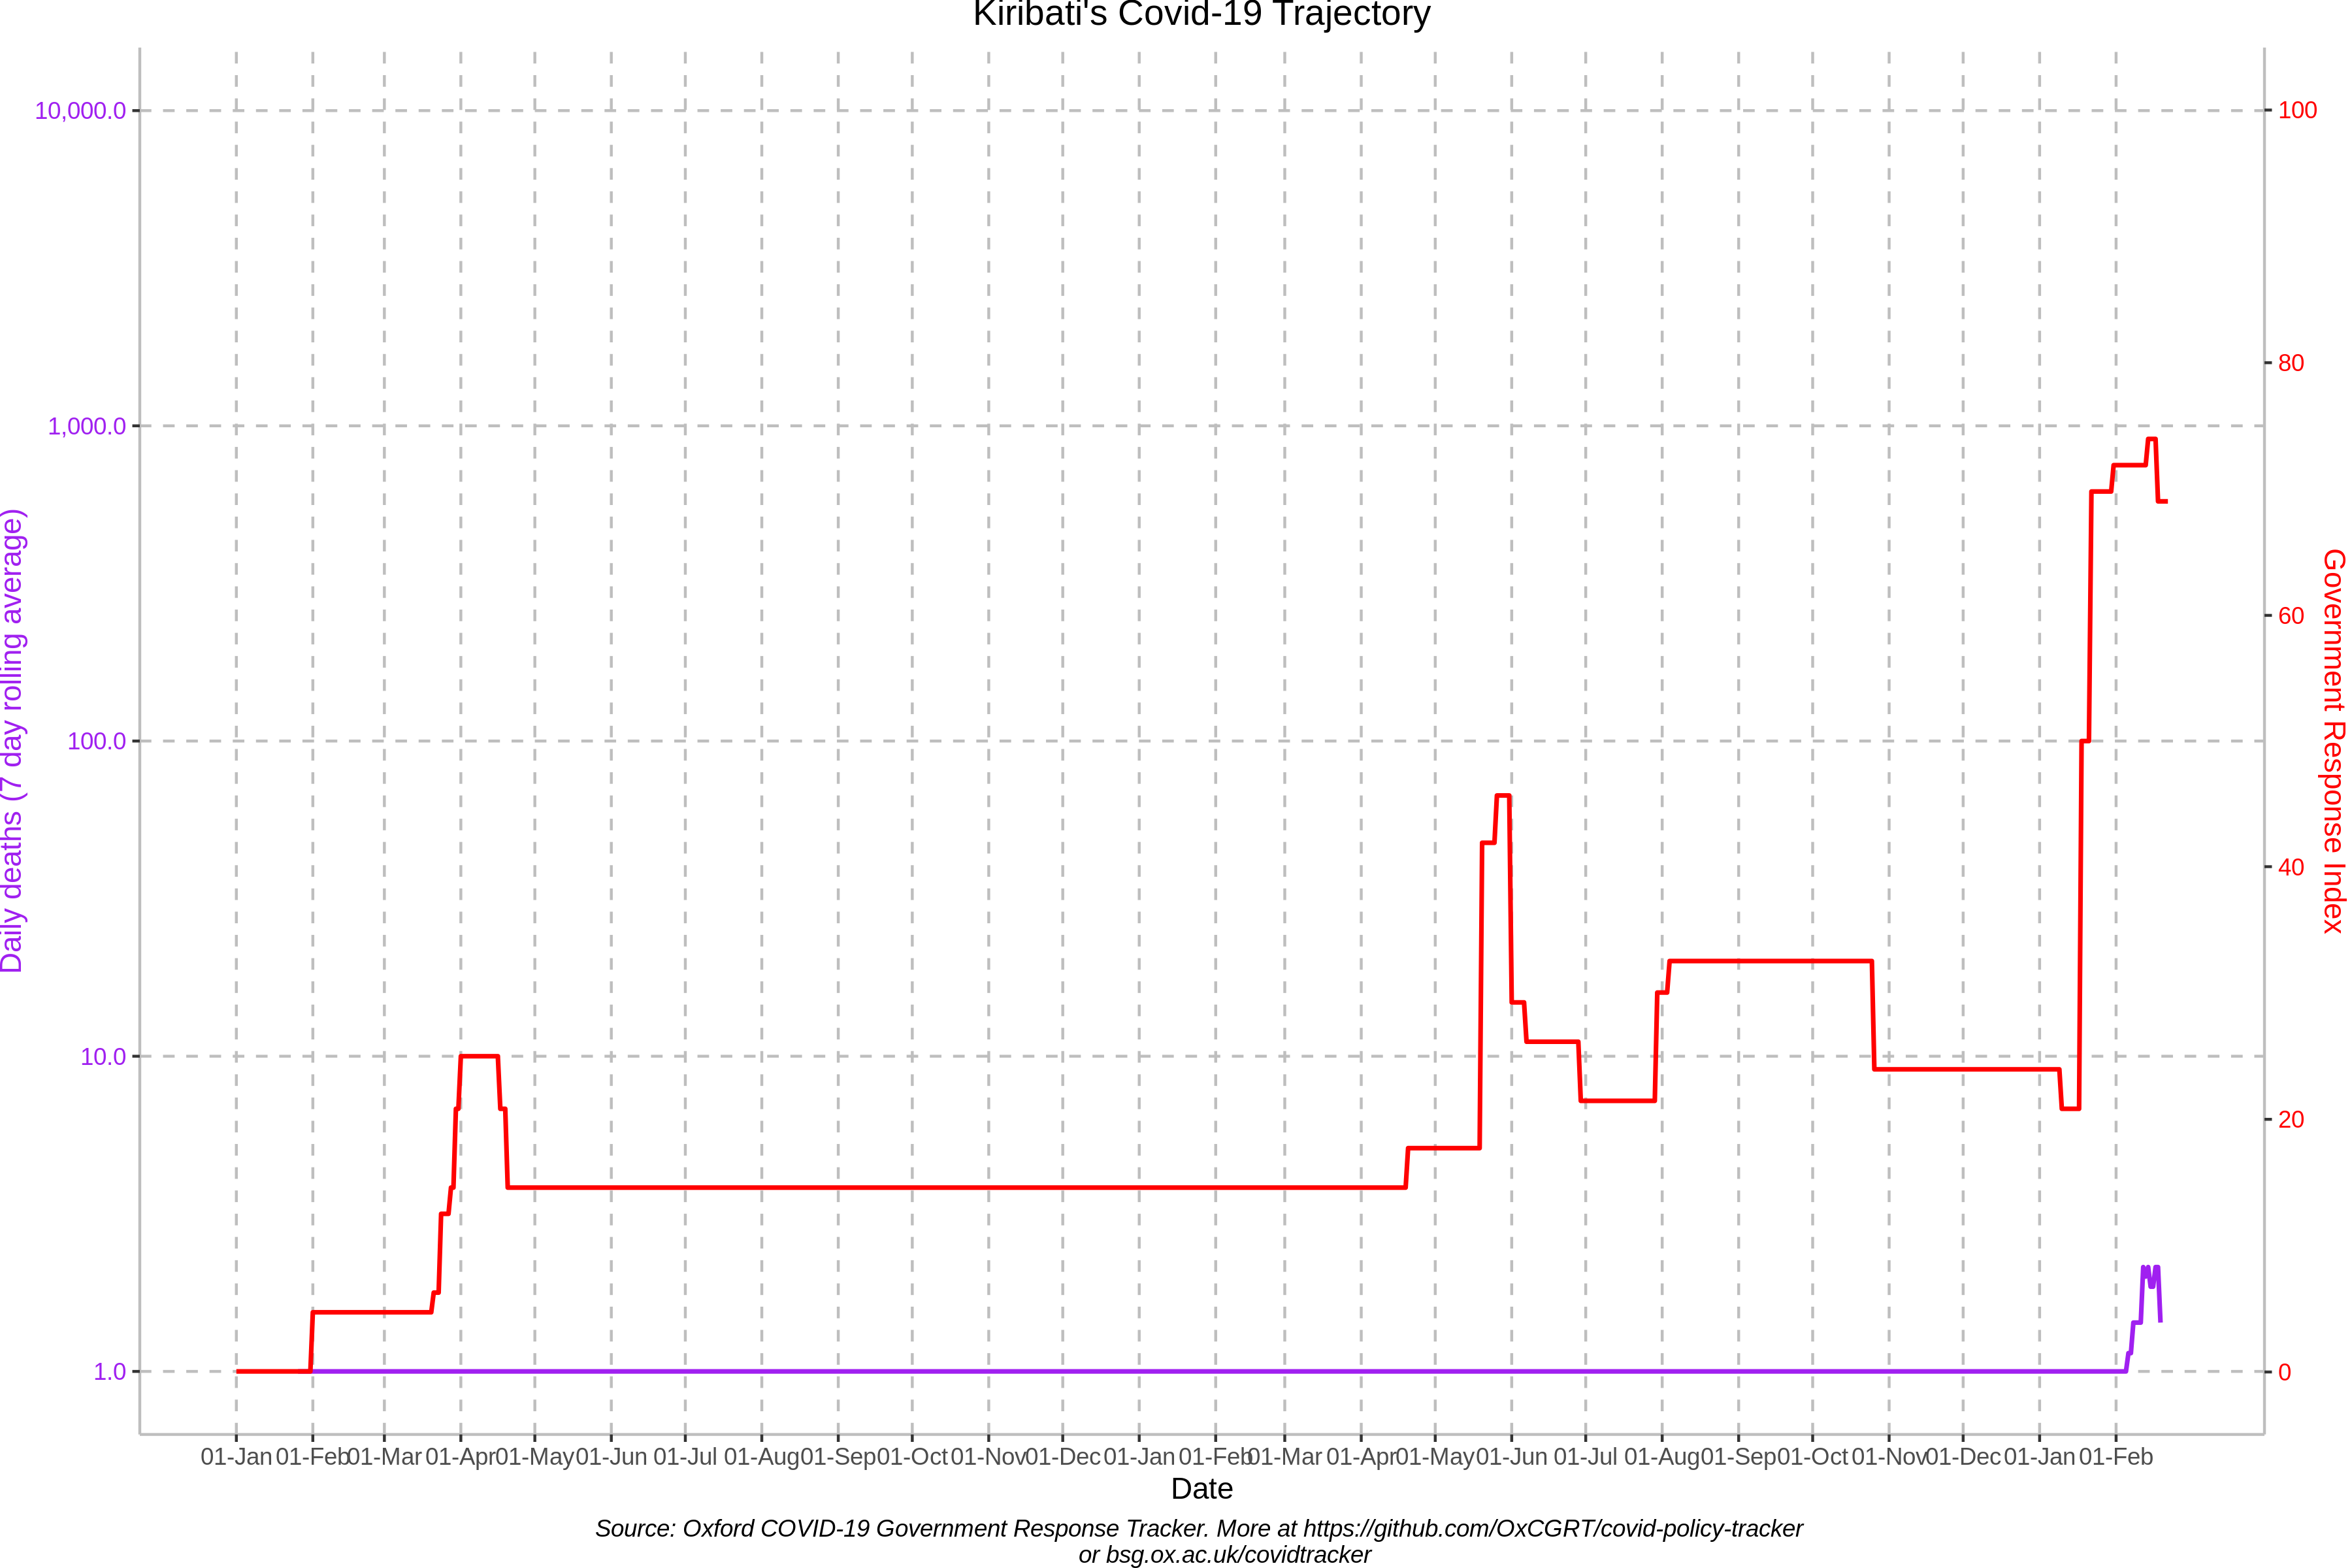 Kiribati's Covid-19 Trajectory
10,000.0
1,000.0
100.0
10.0
1.0
Daily deaths (7 day rolling average)
100
80
60
40
20
0
Government Response Index
01-Jan 01-Feb 01-Mar 01-Apr 01-May 01-Jun 01-Jul 01-Aug 01-Sep 01-Oct 01-Nov 01-Dec 01-Jan 01-Feb 01-Mar 01-Apr 01-May 01-Jun 01-Jul 01-Aug 01-Sep 01-Oct 01-Nov 01-Dec 01-Jan 01-Feb
Date
Source: Oxford COVID-19 Government Response Tracker. More at https://github.com/OxCGRT/covid-policy-tracker
or bsg.ox.ac.uk/covidtracker